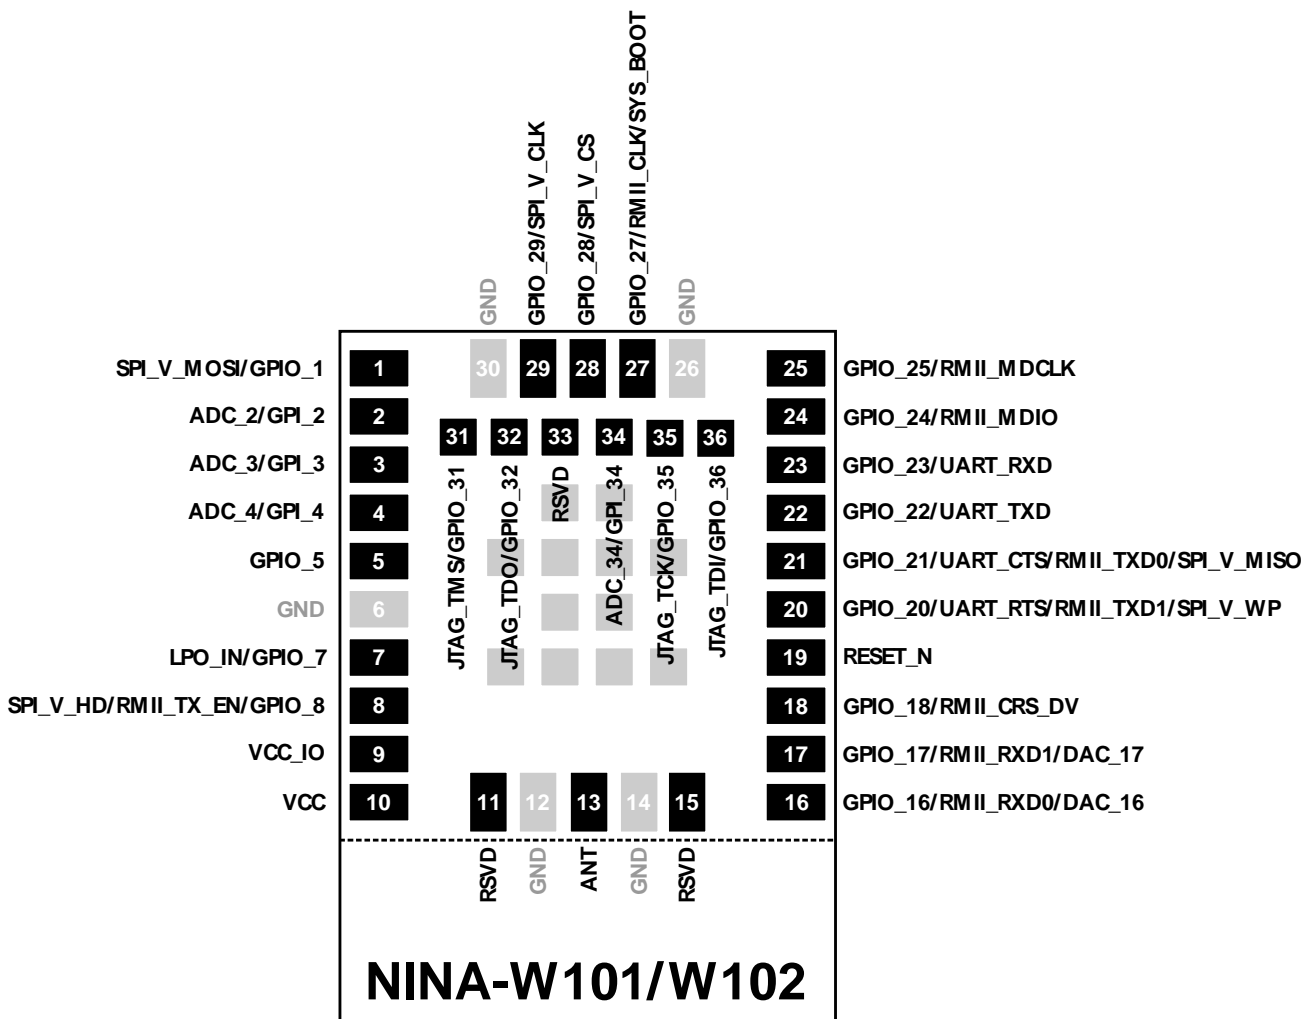 GND
GPIO_29/SPI_V_CLK
GPIO_28/SPI_V_CS
GPIO_27/RMII_CLK/SYS_BOOT
GND
30
29
28
27
26
SPI_V_MOSI/GPIO_1
1
ADC_2/GPI_2
2
ADC_3/GPI_3
3
ADC_4/GPI_4
4
GPIO_5
5
GND
6
LPO_IN/GPIO_7
7
SPI_V_HD/RMII_TX_EN/GPIO_8
8
VCC_IO
9
VCC
10
31
32
33
34
35
36
JTAG_TMS/GPIO_31
JTAG_TDO/GPIO_32
RSVD
ADC_34/GPI_34
JTAG_TCK/GPIO_35
JTAG_TDI/GPIO_36
25
GPIO_25/RMII_MDCLK
24
GPIO_24/RMII_MDIO
23
GPIO_23/UART_RXD
22
GPIO_22/UART_TXD
21
GPIO_21/UART_CTS/RMII_TXD0/SPI_V_MISO
20
GPIO_20/UART_RTS/RMII_TXD1/SPI_V_WP
19
RESET_N
18
GPIO_18/RMII_CRS_DV
17
GPIO_17/RMII_RXD1/DAC_17
16
GPIO_16/RMII_RXD0/DAC_16
11
12
13
14
15
RSVD
GND
ANT
GND
RSVD
NINA-W101/W102